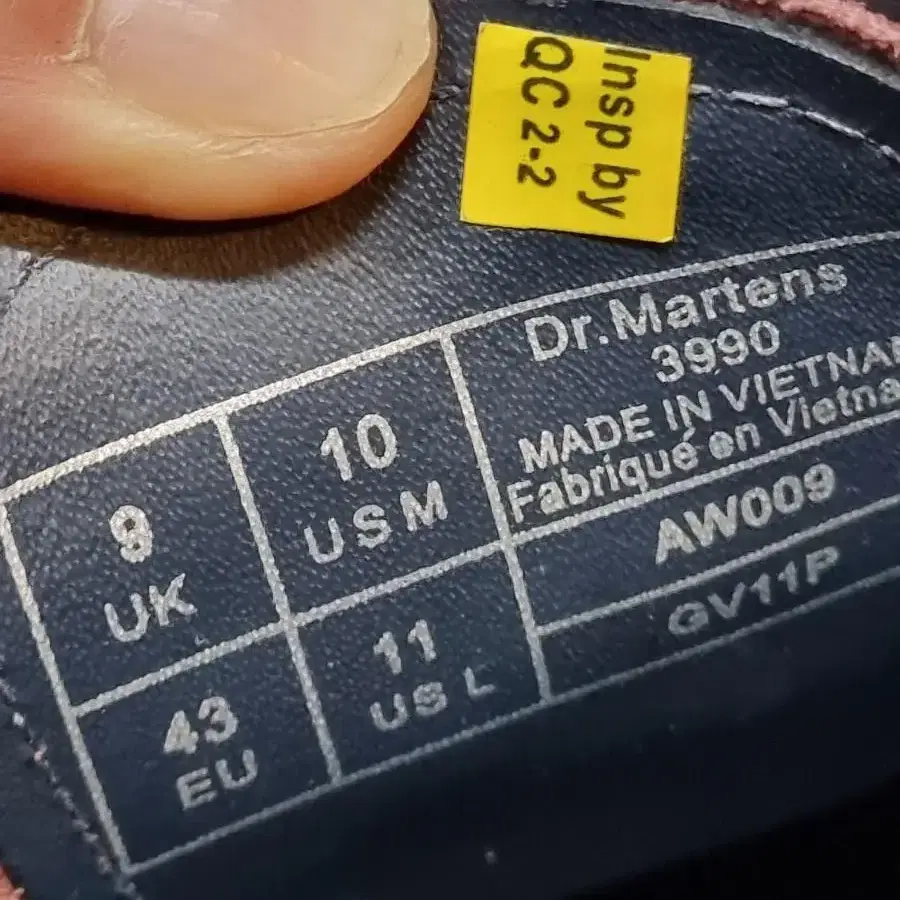 Insp by
QC 2-2
Dr.Martens
3990
MADE IN VIETNAM
Fabriqué en Vietna
AW009
GV11P
9
UK
10
US M
43
EU
11
US L